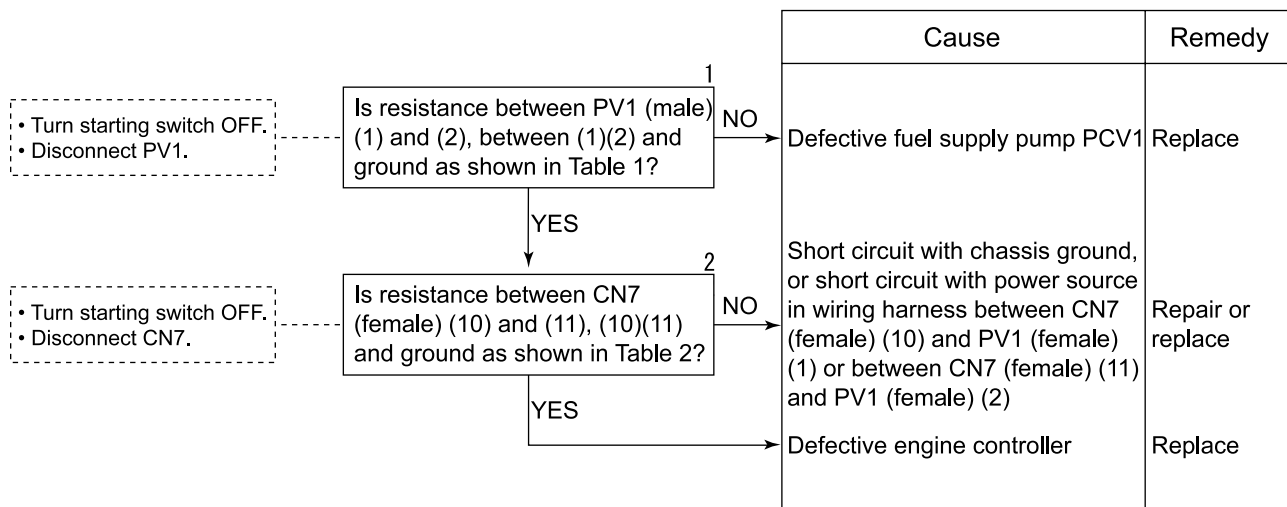 Cause
Remedy
• Turn starting switch OFF.
• Disconnect PV1.
1
Is resistance between PV1 (male)
(1) and (2), between (1)(2) and
ground as shown in Table 1?
NO
Defective fuel supply pump PCV1
Replace
YES
• Turn starting switch OFF.
• Disconnect CN7.
2
Is resistance between CN7
(female) (10) and (11), (10)(11)
and ground as shown in Table 2?
NO
Short circuit with chassis ground,
or short circuit with power source
in wiring harness between CN7
(female) (10) and PV1 (female)
(1) or between CN7 (female) (11)
and PV1 (female) (2)
Repair or
replace
YES
Defective engine controller
Replace